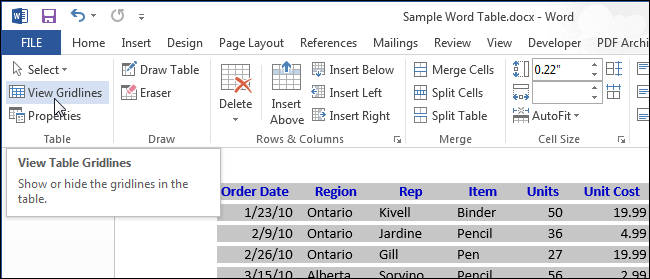 Sample Word Table.docx - Word
FILE Home Insert Design Page Layout References Mailings Review View Developer PDF Archi
Select
View Gridlines
Properties
Table
Draw Table
Eraser
Draw
Delete
Insert Above
Insert Below
Insert Left
Insert Right
Rows & Columns
Merge Cells
Split Cells
Split Table
Merge
0.22"
AutoFit
Cell Size
View Table Gridlines
Show or hide the gridlines in the
table.
Order Date Region Rep Item Units Unit Cost
1/23/10 Ontario Kivell Binder 50 19.99
2/9/10 Ontario Jardine Pencil 36 4.99
2/26/10 Ontario Gill Pen 27 19.99
3/15/10 Alberta Sorvino Pencil 56 2.99